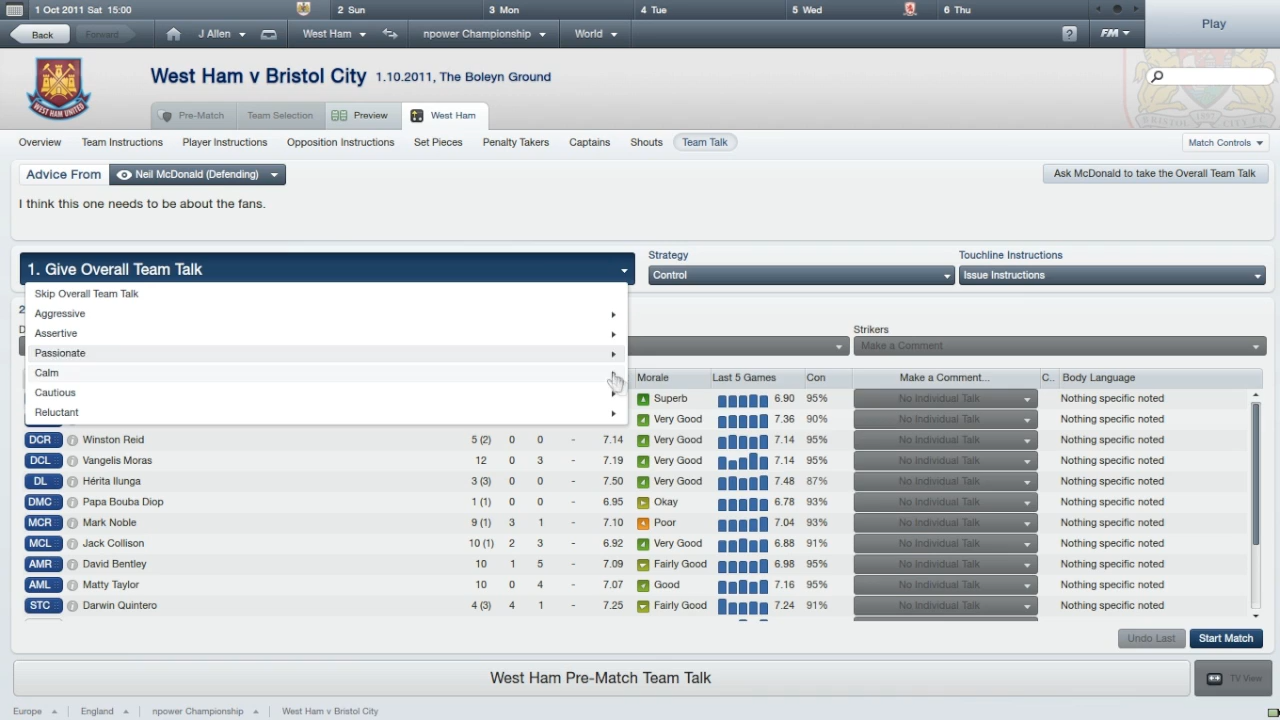 1 Oct 2011 Sat 15:00 2 Sun 3 Mon 4 Tue 5 Wed 6 Thu
Back Forward J Allen West Ham npower Championship World ? FM Play
West Ham v Bristol City 1.10.2011, The Boleyn Ground
Pre-Match Team Selection Preview West Ham
Overview Team Instructions Player Instructions Opposition Instructions Set Pieces Penalty Takers Captains Shouts Team Talk Match Controls
Advice From Neil McDonald (Defending) Ask McDonald to take the Overall Team Talk
I think this one needs to be about the fans.
1. Give Overall Team Talk
Strategy
Control
Touchline Instructions
Issue Instructions
Skip Overall Team Talk
Aggressive
Assertive
Passionate
Calm
Cautious
Reluctant
Strikers
Make a Comment
Morale Last 5 Games Con Make a Comment... C.. Body Language
Superb 6.90 95% No Individual Talk Nothing specific noted
Very Good 7.36 90% No Individual Talk Nothing specific noted
DCR Winston Reid 5 (2) 0 0 - 7.14 Very Good 7.14 95% No Individual Talk Nothing specific noted
DCL Vangelis Moras 12 0 3 - 7.19 Very Good 7.14 95% No Individual Talk Nothing specific noted
DL Hérita Ilunga 3 (3) 0 0 - 7.50 Very Good 7.48 87% No Individual Talk Nothing specific noted
DMC Papa Bouba Diop 1 (1) 0 0 - 6.95 Okay 6.78 93% No Individual Talk Nothing specific noted
MCR Mark Noble 9 (1) 3 1 - 7.10 Poor 7.04 93% No Individual Talk Nothing specific noted
MCL Jack Collison 10 (1) 2 3 - 6.92 Very Good 6.88 91% No Individual Talk Nothing specific noted
AMR David Bentley 10 1 5 - 7.09 Fairly Good 6.98 95% No Individual Talk Nothing specific noted
AML Matty Taylor 10 0 4 - 7.07 Good 7.16 95% No Individual Talk Nothing specific noted
STC Darwin Quintero 4 (3) 4 1 - 7.25 Fairly Good 7.24 91% No Individual Talk Nothing specific noted
Undo Last Start Match
West Ham Pre-Match Team Talk TV View
Europe England npower Championship West Ham v Bristol City